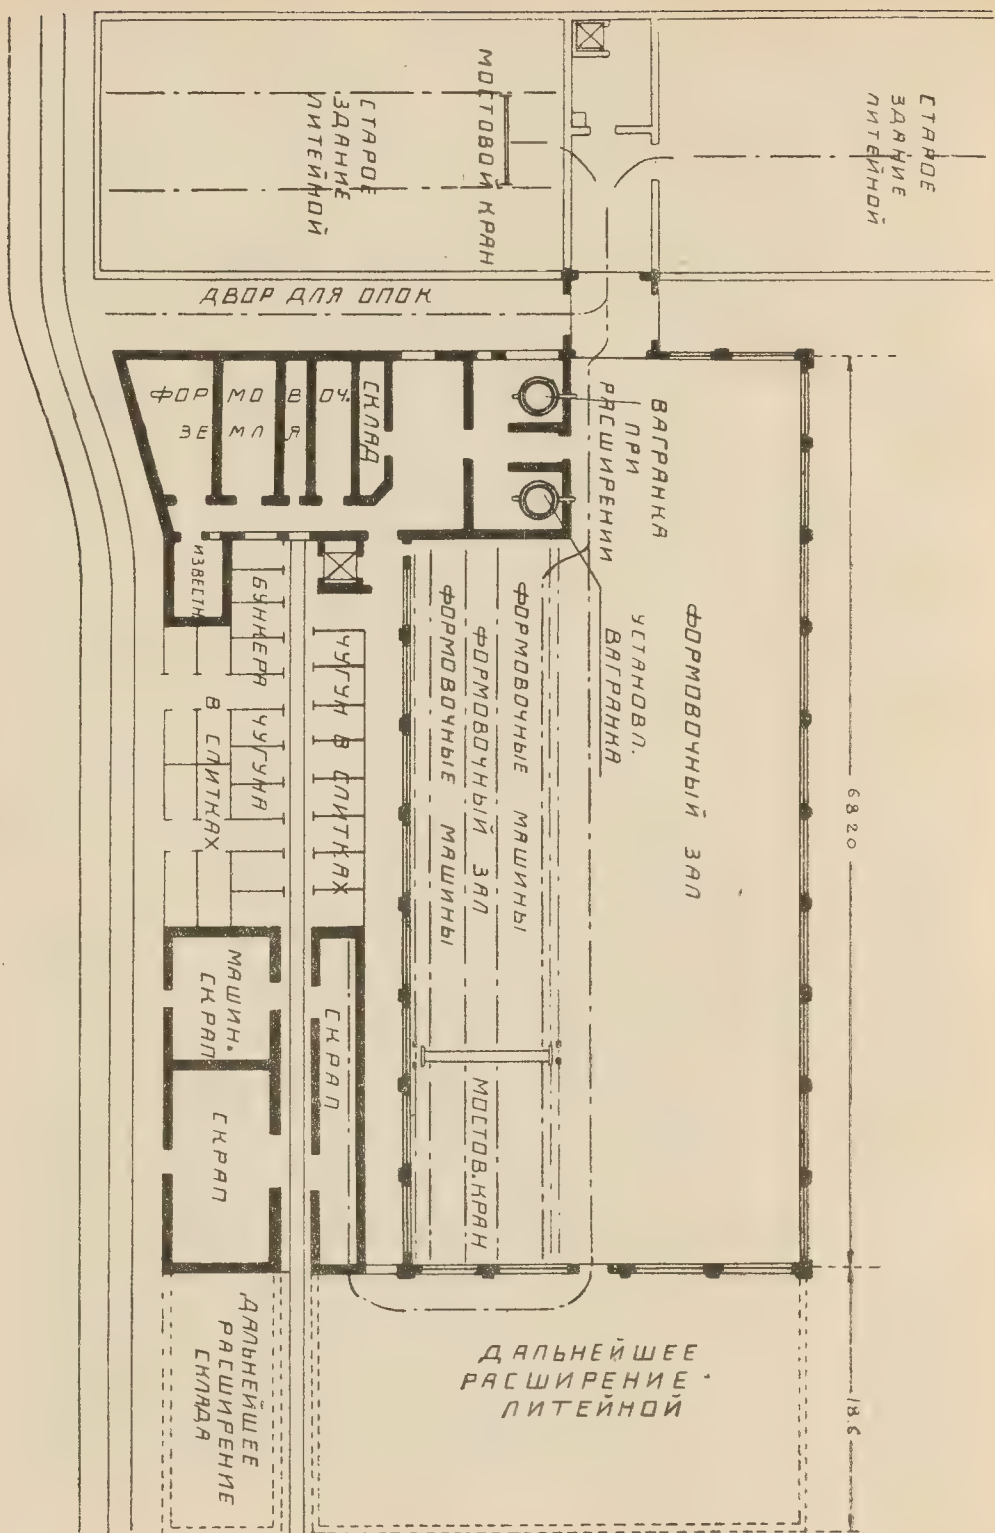 МОСТОВОЙ КРАН
СТАРОЕ
ЗДАНИЕ
ЛИТЕЙНОЙ
СТАРОЕ
ЗДАНИЕ
ЛИТЕЙНОЙ
ДВОР ДЛЯ ОПОК
ФОРМОВОЧ.
ЗЕМЛЯ
СКЛАД
ВАГРАНКА
ПРИ
РАСШИРЕНИИ
УСТАНОВЛ.
ВАГРАНКА
ФОРМОВОЧНЫЙ ЗАЛ
ФОРМОВОЧНЫЕ МАШИНЫ
ФОРМОВОЧНЫЙ ЗАЛ
ФОРМОВОЧНЫЕ МАШИНЫ
МОСТОВ. КРАН
ИЗВЕСТН
БУНКЕРА ЧУГУНА
В СЛИТКАХ
ЧУГУН В СЛИТКАХ
МАШИН.
СКРАП
СКРАП
СКРАП
6820
18.6
ДАЛЬНЕЙШЕЕ
РАСШИРЕНИЕ
СКЛАДА
ДАЛЬНЕЙШЕЕ
РАСШИРЕНИЕ
ЛИТЕЙНОЙ